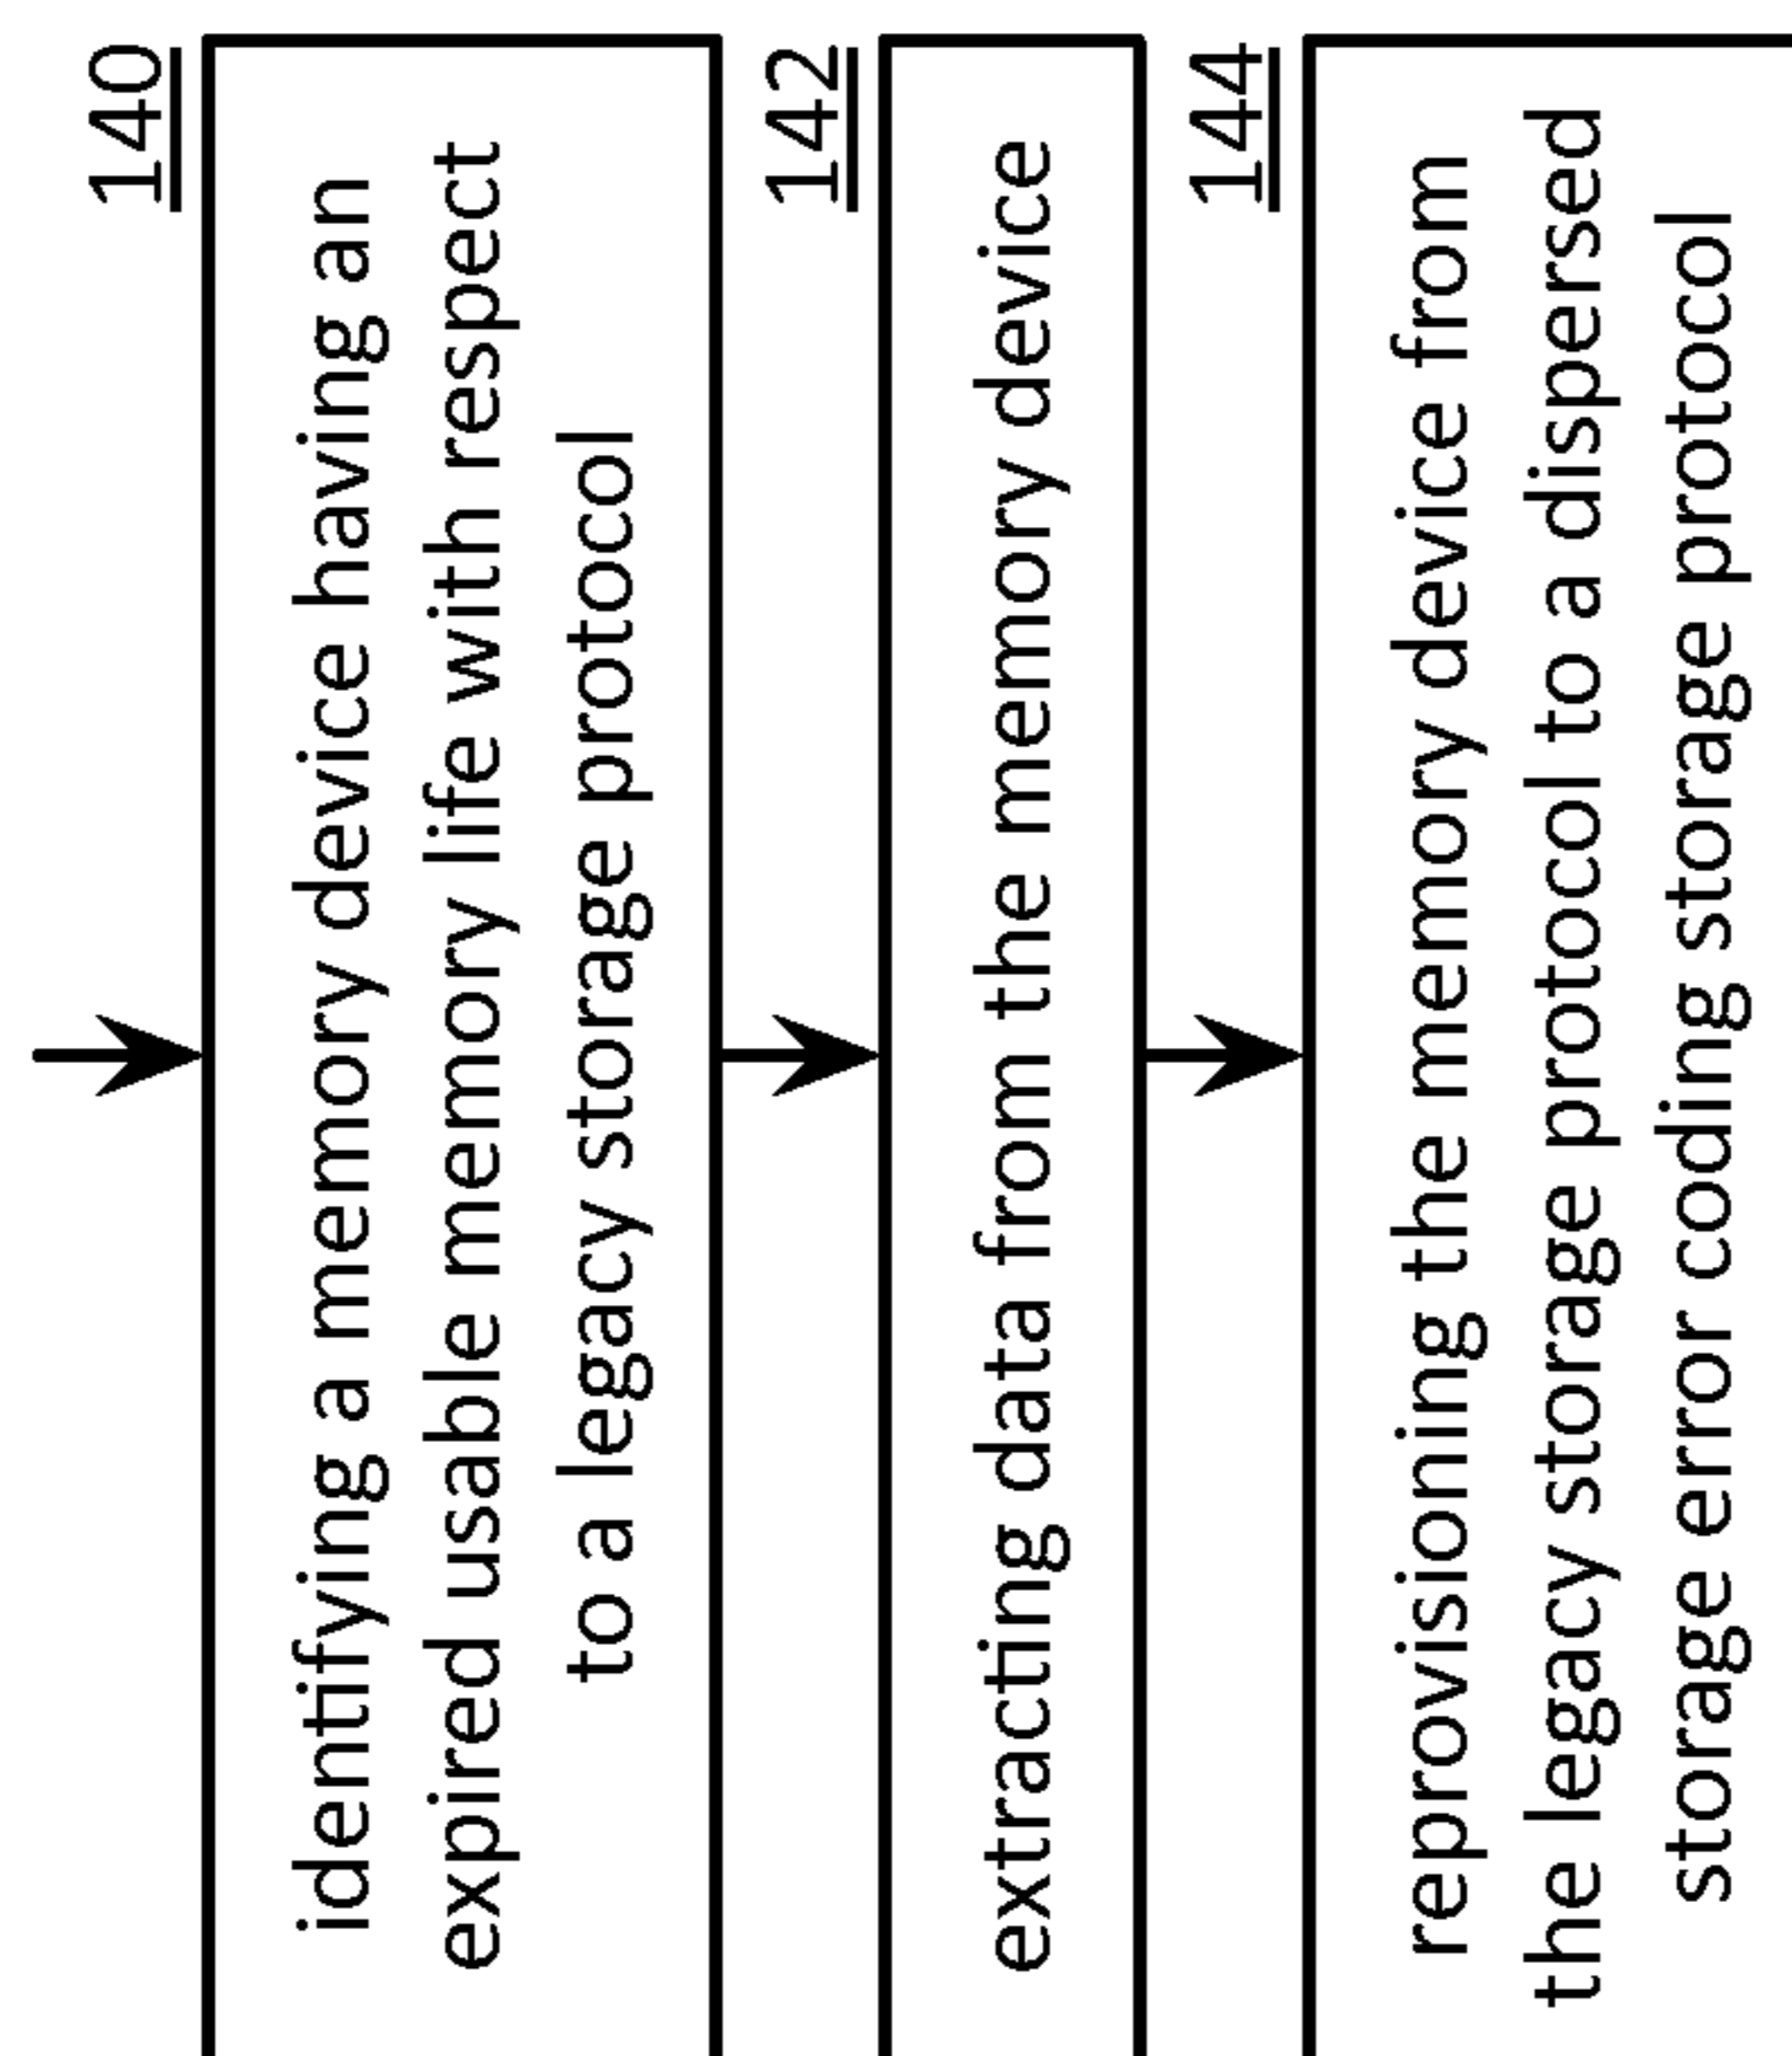 140
identifying a memory device having an
expired usable memory life with respect
to a legacy storage protocol
142
extracting data from the memory device
144
reprovisioning the memory device from
the legacy storage protocol to a dispersed
storage error coding storage protocol